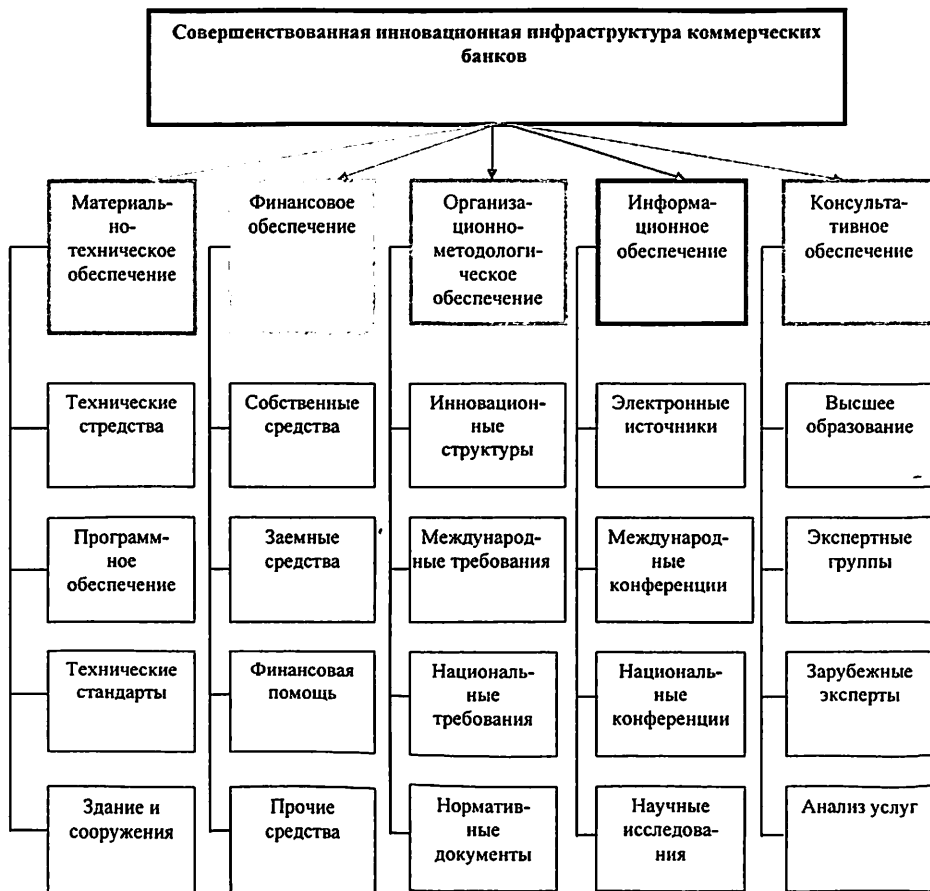 Совершенствованная инновационная инфраструктура коммерческих
банков
Материаль-
но-
техническое
обеспечение
Финансовое
обеспечение
Организа-
ционно-
методологи-
ческое
обеспечение
Информа-
ционное
обеспечение
Консульта-
тивное
обеспечение
Технические
стредства
Собственные
средства
Инновацион-
ные
структуры
Электронные
источники
Высшее
образование
Программ-
ное
обеспечение
Заемные
средства
Международ-
ные требования
Международ-
ные
конференции
Экспертные
группы
Технические
стандарты
Финансовая
помощь
Националь-
ные
требования
Националь-
ные
конференции
Зарубежные
эксперты
Здание и
сооружения
Прочие
средства
Норматив-
ные
документы
Научные
исследова-
ния
Анализ услуг